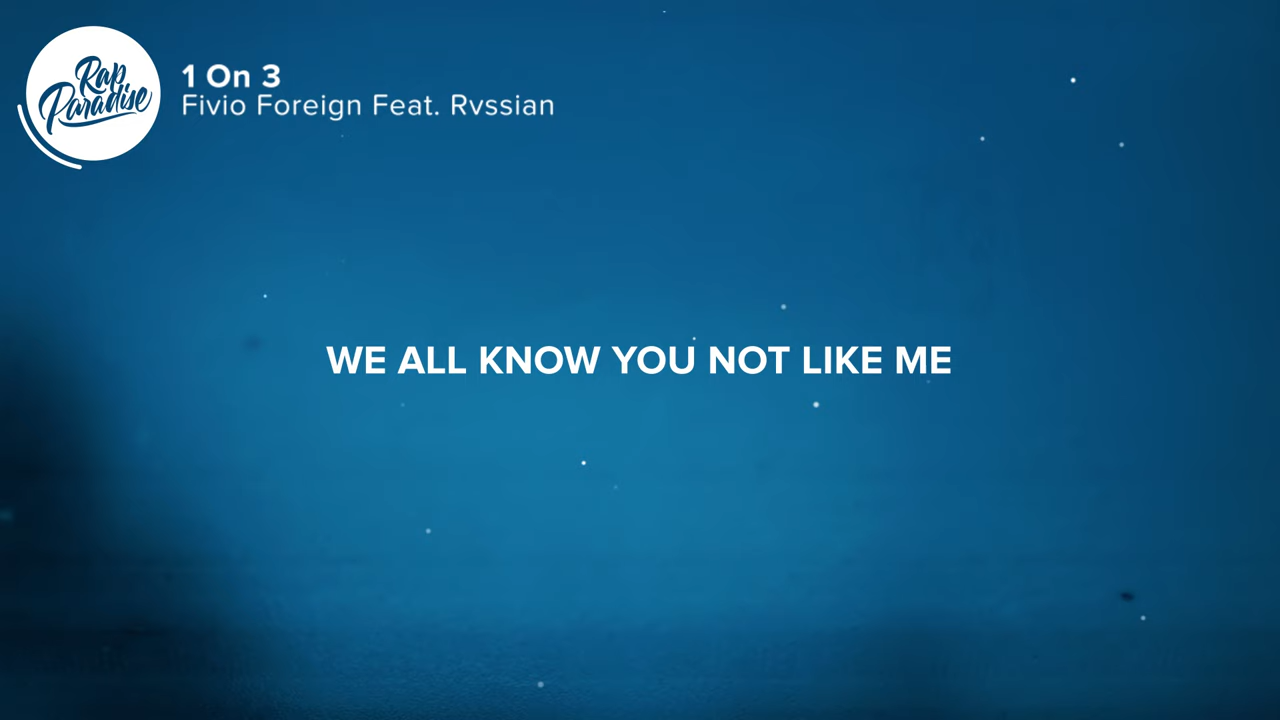 Rap
Paradise
1 On 3
Fivio Foreign Feat. Rvssian
WE ALL KNOW YOU NOT LIKE ME